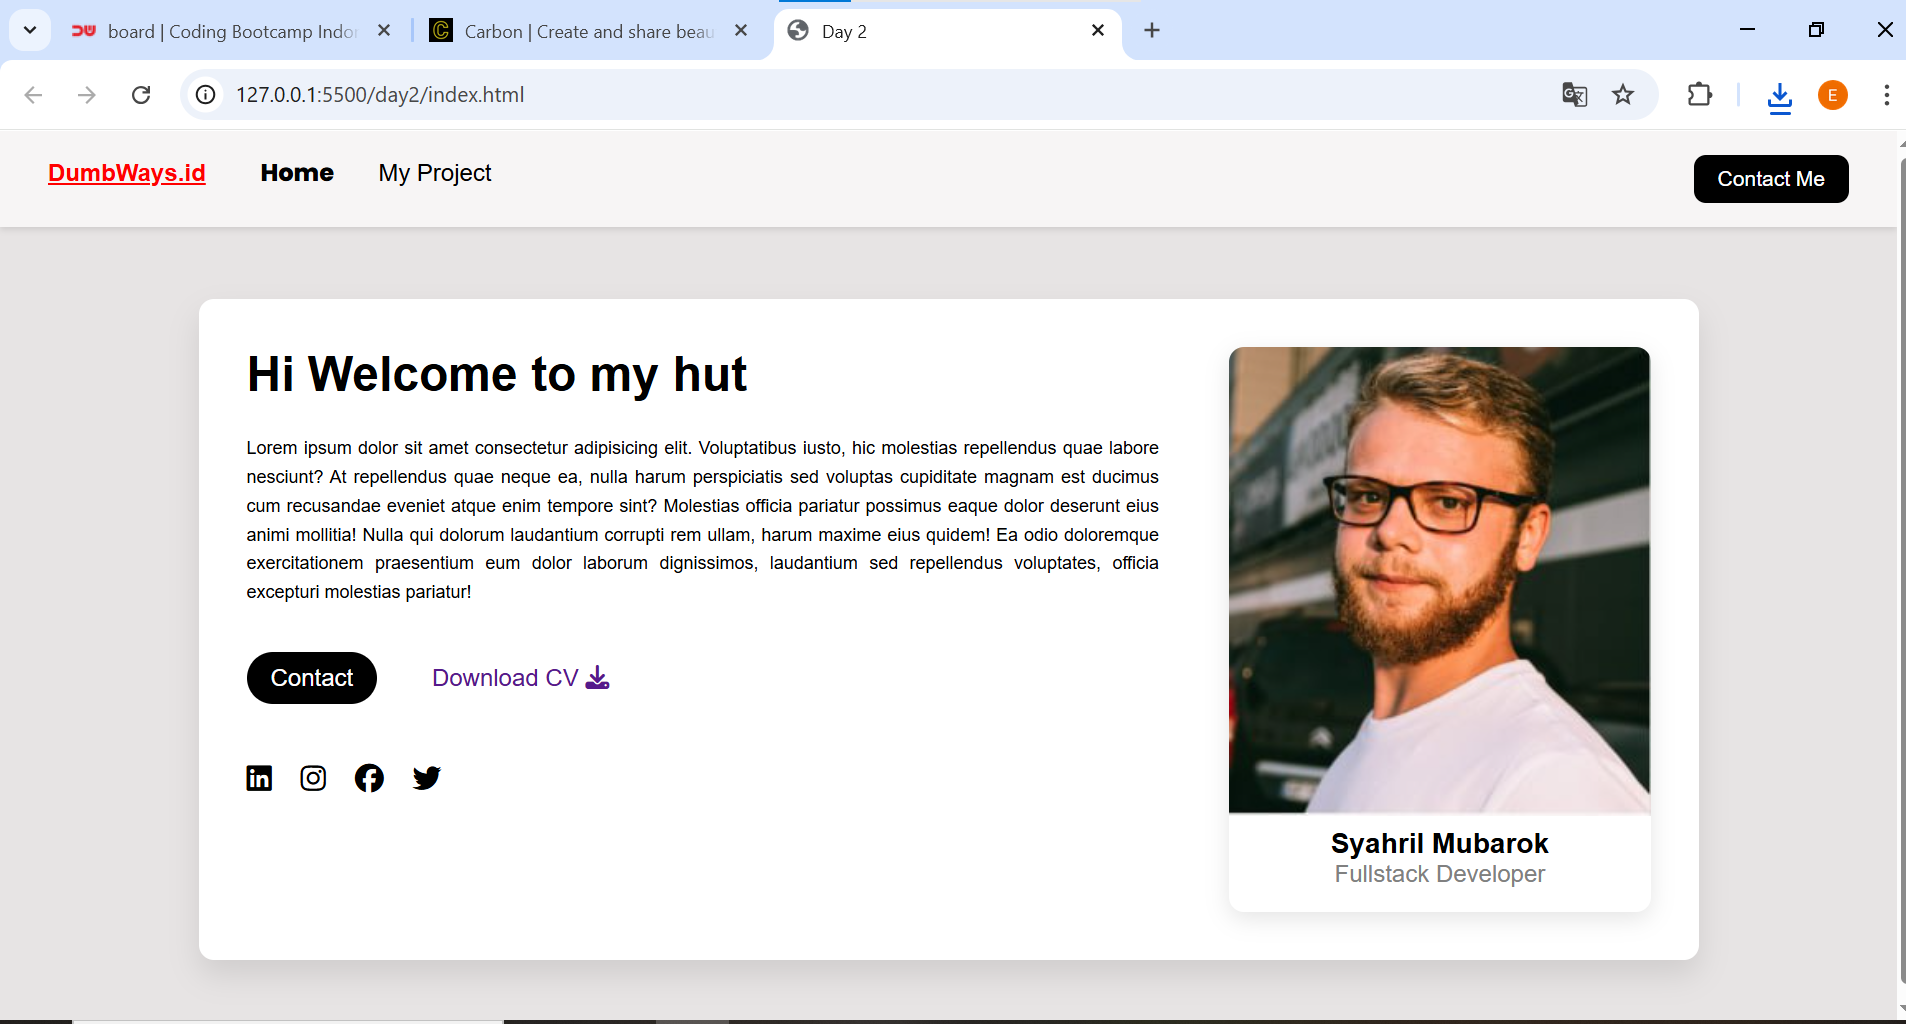 board | Coding Bootcamp Indo
Carbon | Create and share beau
Day 2
127.0.0.1:5500/day2/index.html
E
DumbWays.id
Home
My Project
Contact Me
Hi Welcome to my hut
Lorem ipsum dolor sit amet consectetur adipisicing elit. Voluptatibus iusto, hic molestias repellendus quae labore
nesciunt? At repellendus quae neque ea, nulla harum perspiciatis sed voluptas cupiditate magnam est ducimus
cum recusandae eveniet atque enim tempore sint? Molestias officia pariatur possimus eaque dolor deserunt eius
animi mollitia! Nulla qui dolorum laudantium corrupti rem ullam, harum maxime eius quidem! Ea odio doloremque
exercitationem praesentium eum dolor laborum dignissimos, laudantium sed repellendus voluptates, officia
excepturi molestias pariatur!
Contact
Download CV
Syahril Mubarok
Fullstack Developer